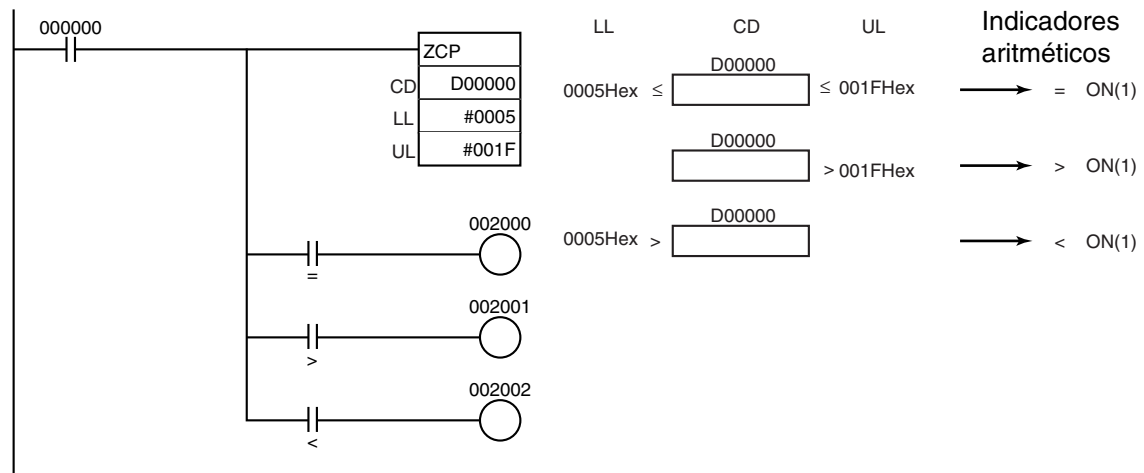 000000
ZCP
CD D00000
LL #0005
UL #001F
002000
=
002001
>
002002
<
LL CD UL Indicadores
aritméticos
D00000
0005Hex ≤ ≤ 001FHex = ON(1)
D00000
> 001FHex > ON(1)
D00000
0005Hex > < ON(1)